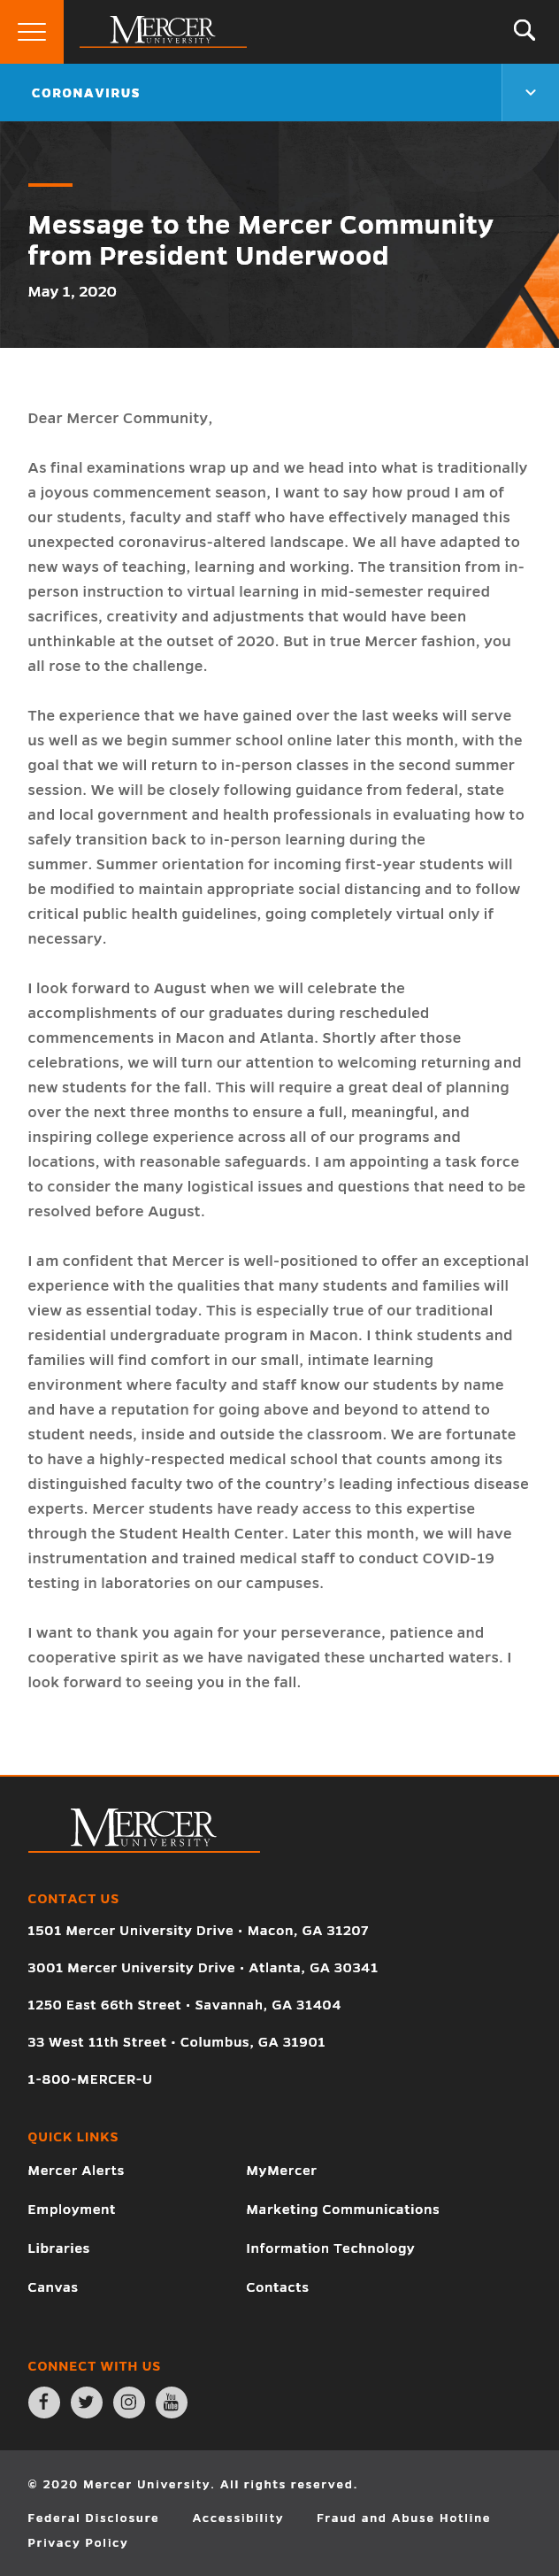 MERCER
UNIVERSITY
CORONAVIRUS
Message to the Mercer Community
from President Underwood
May 1, 2020
Dear Mercer Community,
As final examinations wrap up and we head into what is traditionally
a joyous commencement season, I want to say how proud I am of
our students, faculty and staff who have effectively managed this
unexpected coronavirus-altered landscape. We all have adapted to
new ways of teaching, learning and working. The transition from in-
person instruction to virtual learning in mid-semester required
sacrifices, creativity and adjustments that would have been
unthinkable at the outset of 2020. But in true Mercer fashion, you
all rose to the challenge.
The experience that we have gained over the last weeks will serve
us well as we begin summer school online later this month, with the
goal that we will return to in-person classes in the second summer
session. We will be closely following guidance from federal, state
and local government and health professionals in evaluating how to
safely transition back to in-person learning during the
summer. Summer orientation for incoming first-year students will
be modified to maintain appropriate social distancing and to follow
critical public health guidelines, going completely virtual only if
necessary.
I look forward to August when we will celebrate the
accomplishments of our graduates during rescheduled
commencements in Macon and Atlanta. Shortly after those
celebrations, we will turn our attention to welcoming returning and
new students for the fall. This will require a great deal of planning
over the next three months to ensure a full, meaningful, and
inspiring college experience across all of our programs and
locations, with reasonable safeguards. I am appointing a task force
to consider the many logistical issues and questions that need to be
resolved before August.
I am confident that Mercer is well-positioned to offer an exceptional
experience with the qualities that many students and families will
view as essential today. This is especially true of our traditional
residential undergraduate program in Macon. I think students and
families will find comfort in our small, intimate learning
environment where faculty and staff know our students by name
and have a reputation for going above and beyond to attend to
student needs, inside and outside the classroom. We are fortunate
to have a highly-respected medical school that counts among its
distinguished faculty two of the country’s leading infectious disease
experts. Mercer students have ready access to this expertise
through the Student Health Center. Later this month, we will have
instrumentation and trained medical staff to conduct COVID-19
testing in laboratories on our campuses.
I want to thank you again for your perseverance, patience and
cooperative spirit as we have navigated these uncharted waters. I
look forward to seeing you in the fall.
MERCER
UNIVERSITY
CONTACT US
1501 Mercer University Drive • Macon, GA 31207
3001 Mercer University Drive • Atlanta, GA 30341
1250 East 66th Street • Savannah, GA 31404
33 West 11th Street • Columbus, GA 31901
1-800-MERCER-U
QUICK LINKS
Mercer Alerts MyMercer
Employment Marketing Communications
Libraries Information Technology
Canvas Contacts
CONNECT WITH US
You Tube
© 2020 Mercer University. All rights reserved.
Federal Disclosure Accessibility Fraud and Abuse Hotline
Privacy Policy